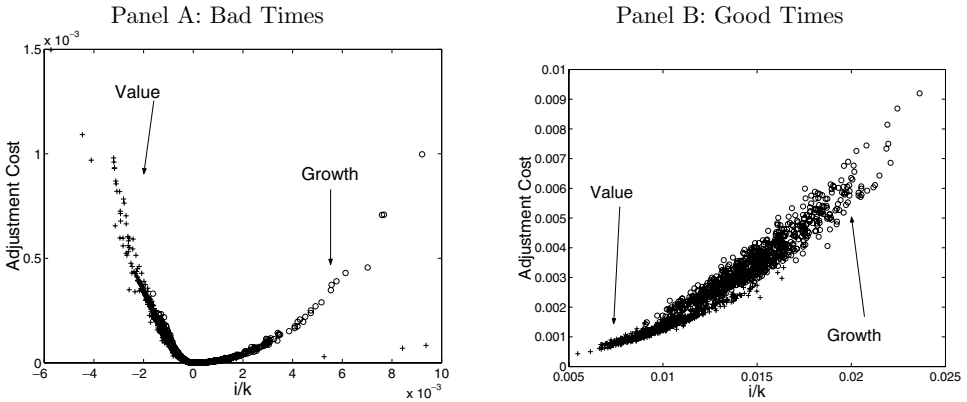 Panel A: Bad Times
1.5 x 10⁻³
1
0.5
0
Adjustment Cost
Value
Growth
−6 −4 −2 0 2 4 6 8 10
i/k x 10⁻³
Panel B: Good Times
0.01
0.009
0.008
0.007
0.006
0.005
0.004
0.003
0.002
0.001
0
Adjustment Cost
Value
Growth
0.005 0.01 0.015 0.02 0.025
i/k